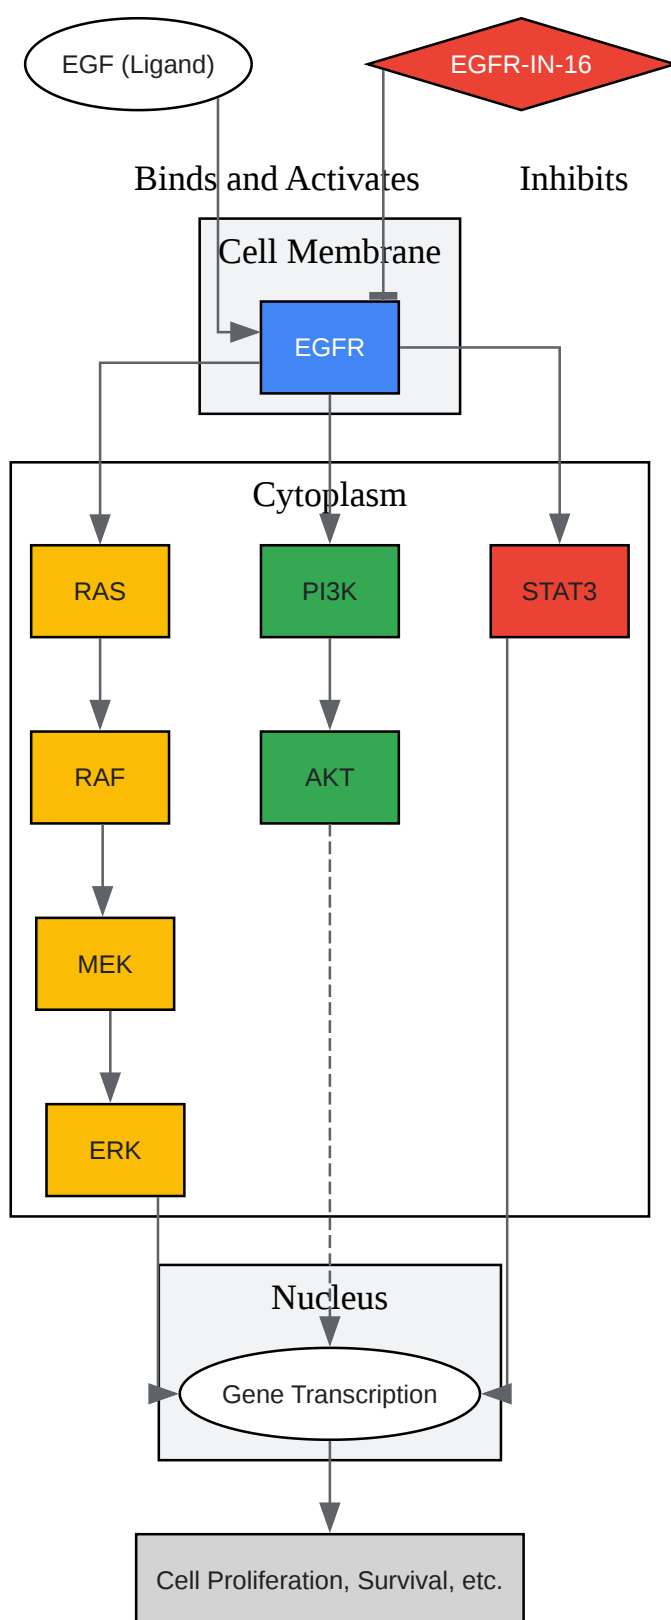 EGF (Ligand)
EGFR-IN-16
Binds and Activates
Inhibits
Cell Membrane
EGFR
Cytoplasm
RAS
PI3K
STAT3
RAF
AKT
MEK
ERK
Nucleus
Gene Transcription
Cell Proliferation, Survival, etc.